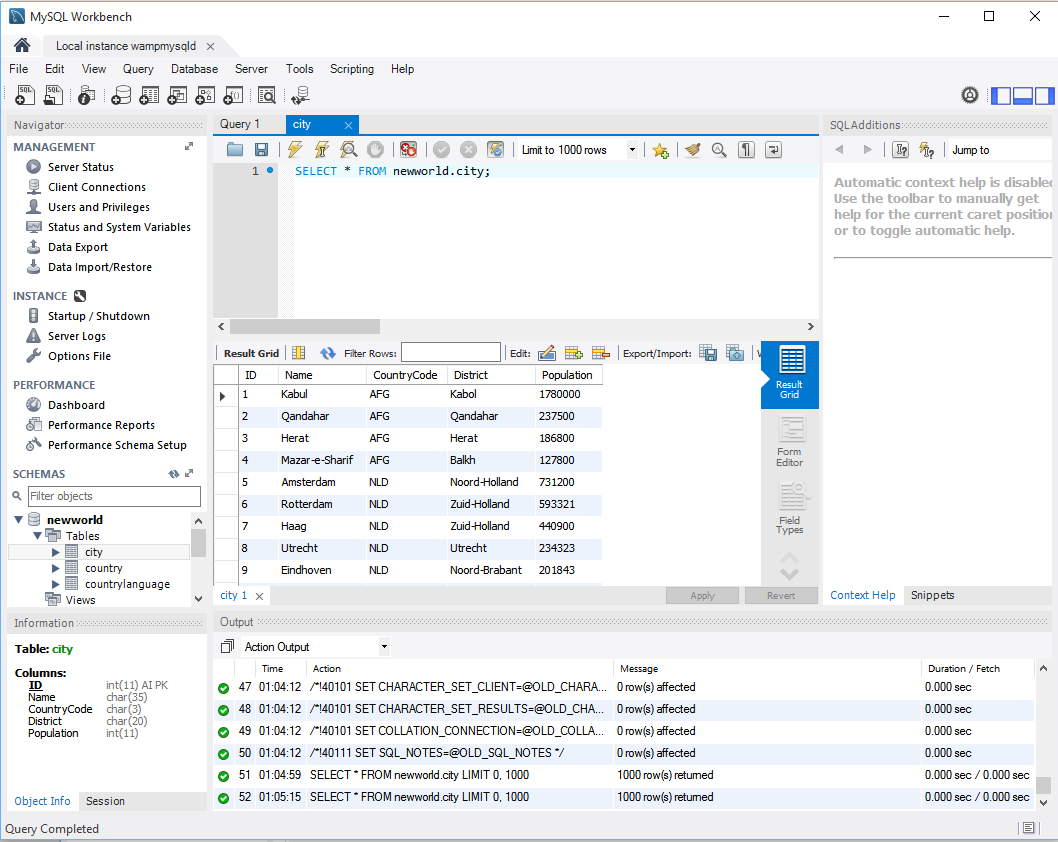 MySQL Workbench
Local instance wampmysqld
File Edit View Query Database Server Tools Scripting Help
Navigator
MANAGEMENT
Server Status
Client Connections
Users and Privileges
Status and System Variables
Data Export
Data Import/Restore
INSTANCE
Startup / Shutdown
Server Logs
Options File
PERFORMANCE
Dashboard
Performance Reports
Performance Schema Setup
SCHEMAS
Filter objects
newworld
Tables
city
country
countrylanguage
Views
Information
Table: city
Columns:
ID int(11) AI PK
Name char(35)
CountryCode char(3)
District char(20)
Population int(11)
Object Info Session
Query 1 city
Limit to 1000 rows
1 SELECT * FROM newworld.city;
Result Grid Filter Rows: Edit: Export/Import:
ID Name CountryCode District Population
1 Kabul AFG Kabol 1780000
2 Qandahar AFG Qandahar 237500
3 Herat AFG Herat 186800
4 Mazar-e-Sharif AFG Balkh 127800
5 Amsterdam NLD Noord-Holland 731200
6 Rotterdam NLD Zuid-Holland 593321
7 Haag NLD Zuid-Holland 440900
8 Utrecht NLD Utrecht 234323
9 Eindhoven NLD Noord-Brabant 201843
Result
Grid
Form
Editor
Field
Types
city 1 Apply Revert
SQLAdditions
Jump to
Automatic context help is disabled
Use the toolbar to manually get
help for the current caret position
or to toggle automatic help.
Context Help Snippets
Output
Action Output
Time Action Message Duration / Fetch
47 01:04:12 /*!40101 SET CHARACTER_SET_CLIENT=@OLD_CHARA... 0 row(s) affected 0.000 sec
48 01:04:12 /*!40101 SET CHARACTER_SET_RESULTS=@OLD_CHA... 0 row(s) affected 0.000 sec
49 01:04:12 /*!40101 SET COLLATION_CONNECTION=@OLD_COLLA... 0 row(s) affected 0.000 sec
50 01:04:12 /*!40111 SET SQL_NOTES=@OLD_SQL_NOTES */ 0 row(s) affected 0.000 sec
51 01:04:59 SELECT * FROM newworld.city LIMIT 0, 1000 1000 row(s) returned 0.000 sec / 0.000 sec
52 01:05:15 SELECT * FROM newworld.city LIMIT 0, 1000 1000 row(s) returned 0.000 sec / 0.000 sec
Query Completed